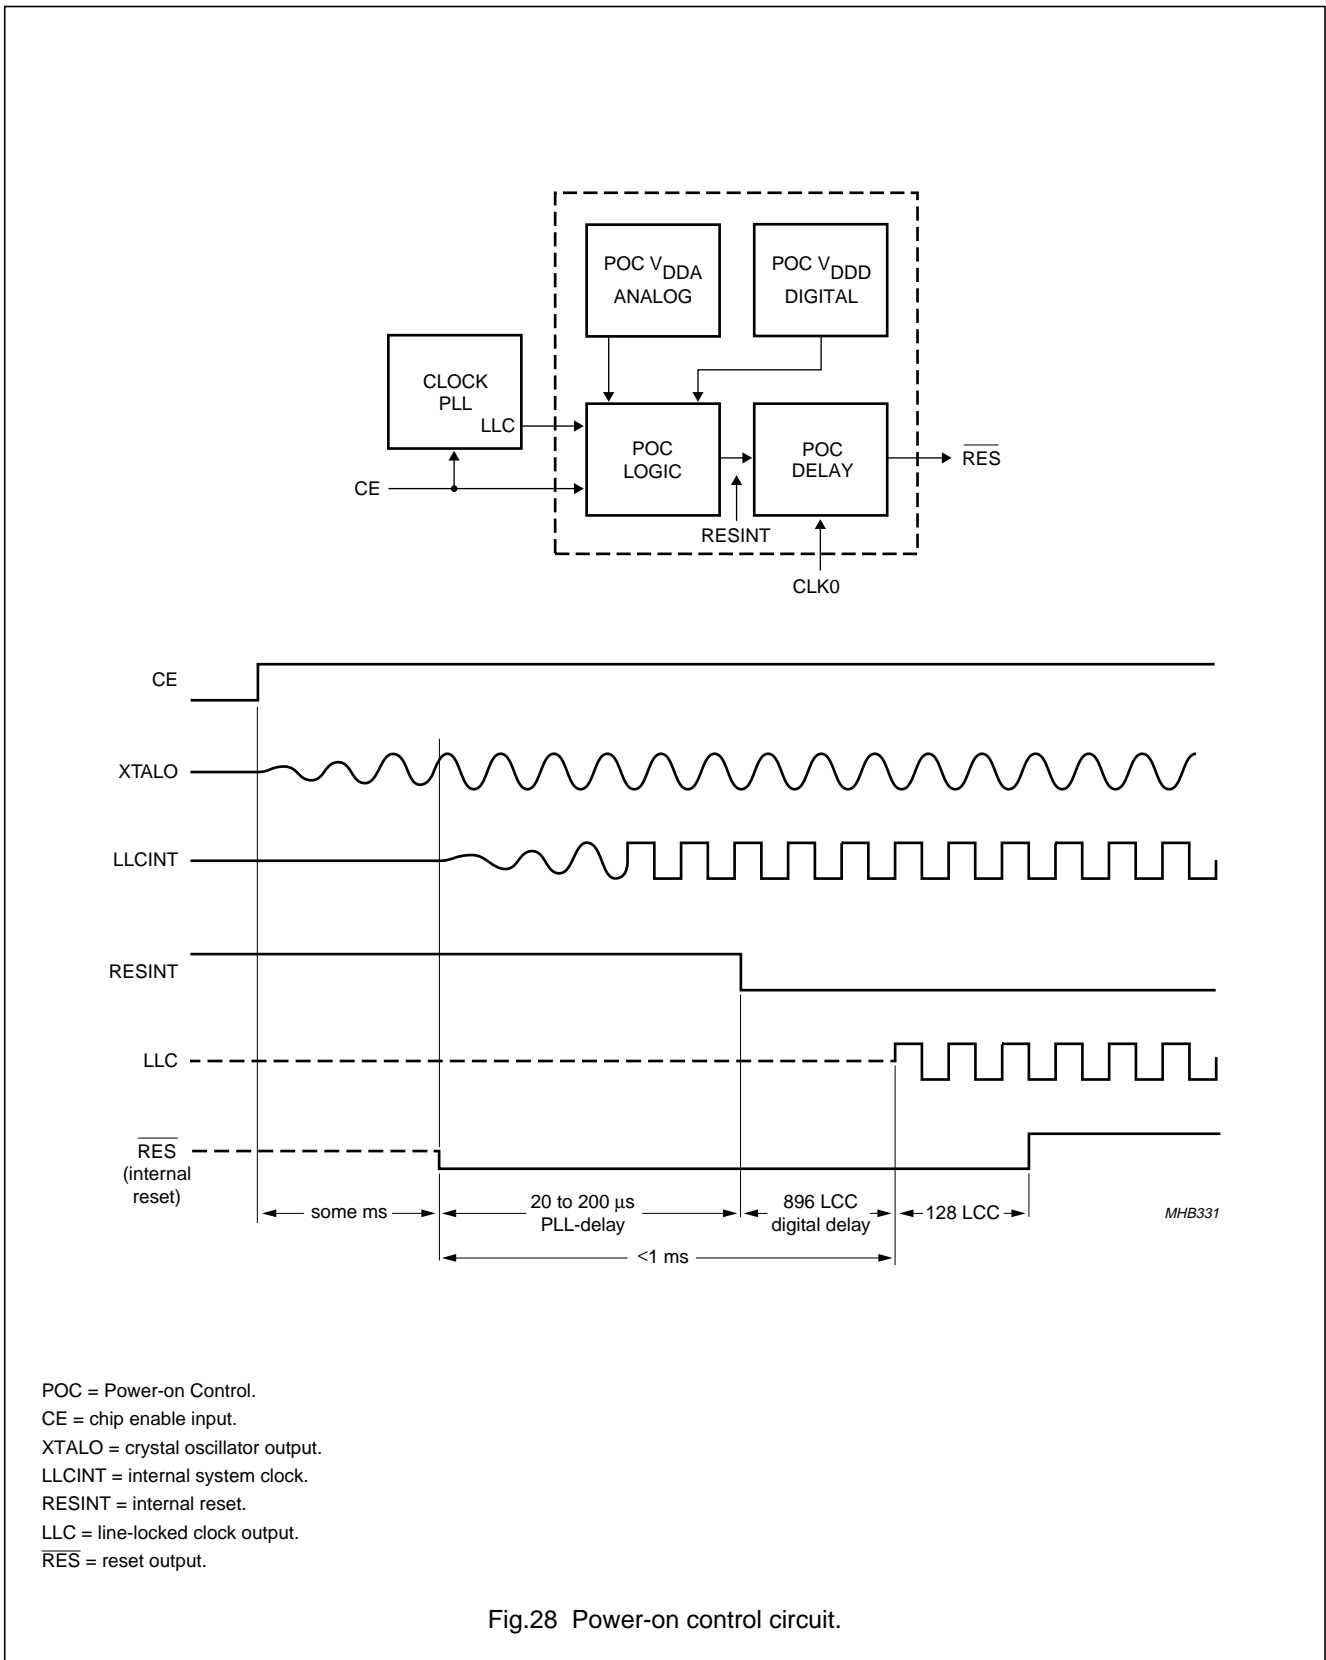 POC VDDA
ANALOG
POC VDDD
DIGITAL
CLOCK
PLL
LLC
POC
LOGIC
POC
DELAY
RES
CE
RESINT
CLK0
CE
XTALO
LLCINT
RESINT
LLC
RES
(internal
reset)
some ms
20 to 200 µs
PLL-delay
896 LCC
digital delay
128 LCC
MHB331
<1 ms
POC = Power-on Control.
CE = chip enable input.
XTALO = crystal oscillator output.
LLCINT = internal system clock.
RESINT = internal reset.
LLC = line-locked clock output.
RES = reset output.
Fig.28 Power-on control circuit.